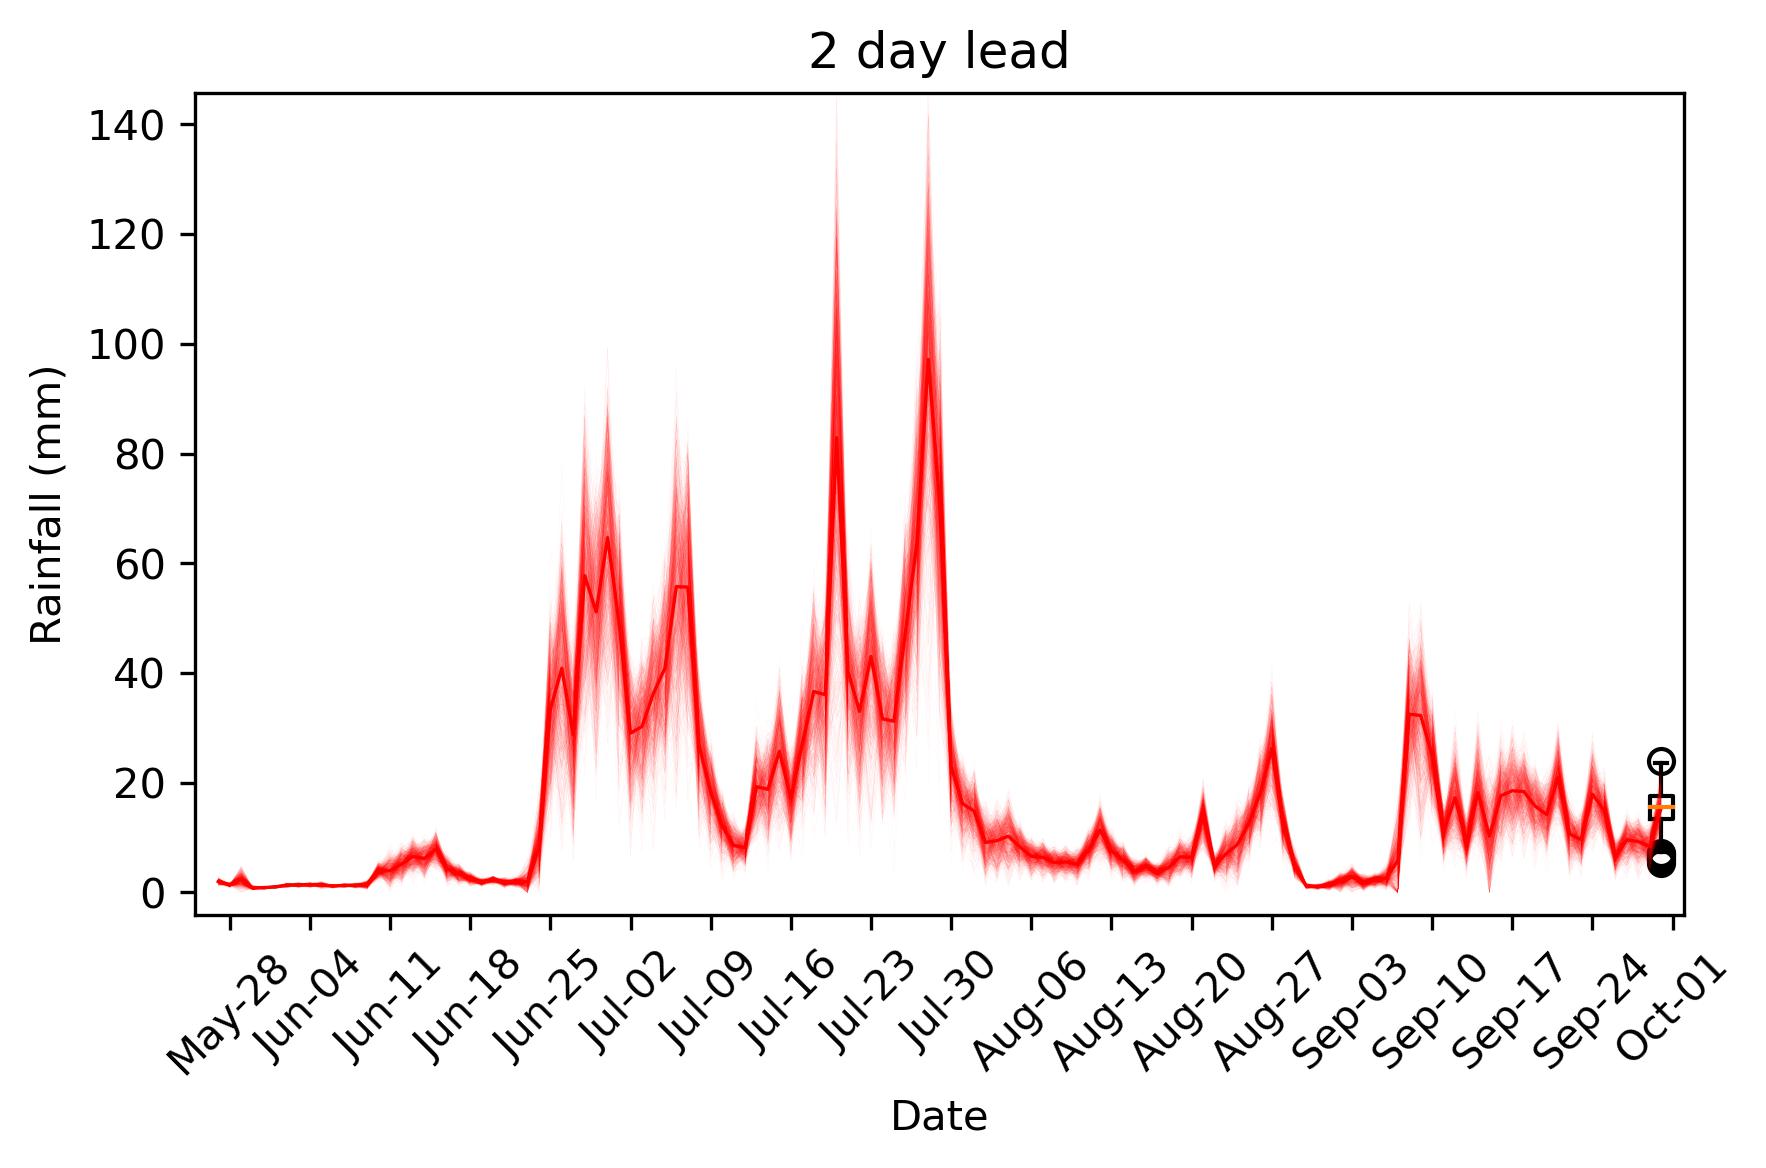 2 day lead
140
120
100
80
60
40
20
0
Rainfall (mm)
May-28
Jun-04
Jun-11
Jun-18
Jun-25
Jul-02
Jul-09
Jul-16
Jul-23
Jul-30
Aug-06
Aug-13
Aug-20
Aug-27
Sep-03
Sep-10
Sep-17
Sep-24
Oct-01
Date